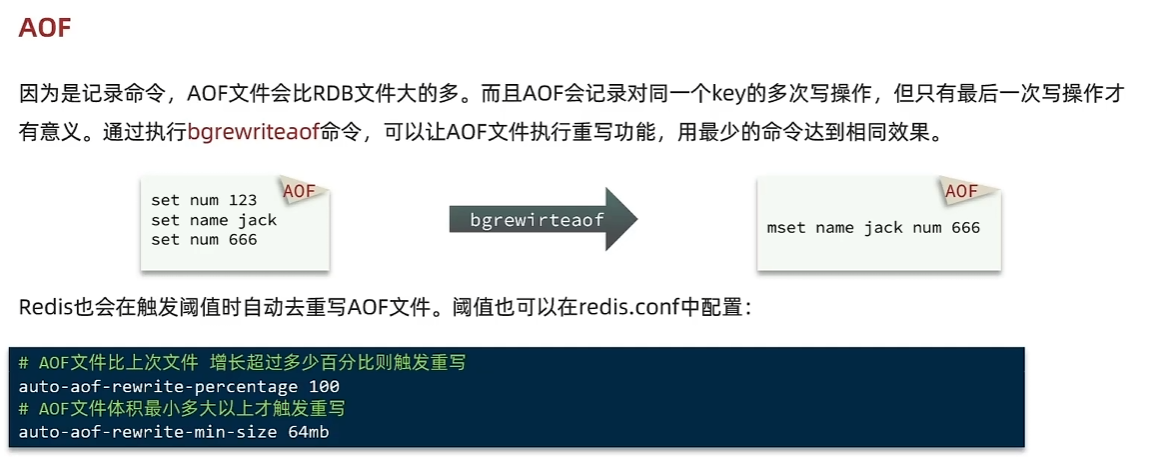 AOF
因为是记录命令，AOF文件会比RDB文件大的多。而且AOF会记录对同一个key的多次写操作，但只有最后一次写操作才
有意义。通过执行bgrewriteaof命令，可以让AOF文件执行重写功能，用最少的命令达到相同效果。
AOF
set num 123
set name jack
set num 666
bgrewirteaof
AOF
mset name jack num 666
Redis也会在触发阈值时自动去重写AOF文件。阈值也可以在redis.conf中配置：
# AOF文件比上次文件 增长超过多少百分比则触发重写
auto-aof-rewrite-percentage 100
# AOF文件体积最小多大以上才触发重写
auto-aof-rewrite-min-size 64mb